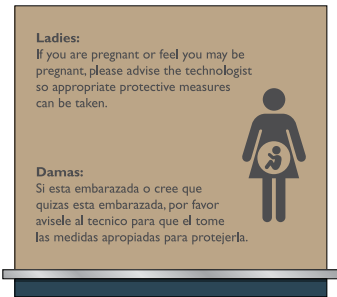 Ladies:
If you are pregnant or feel you may be
pregnant, please advise the technologist
so appropriate protective measures
can be taken.
Damas:
Si esta embarazada o cree que
quizas esta embarazada, por favor
avisele al tecnico para que el tome
las medidas apropiadas para protejerla.